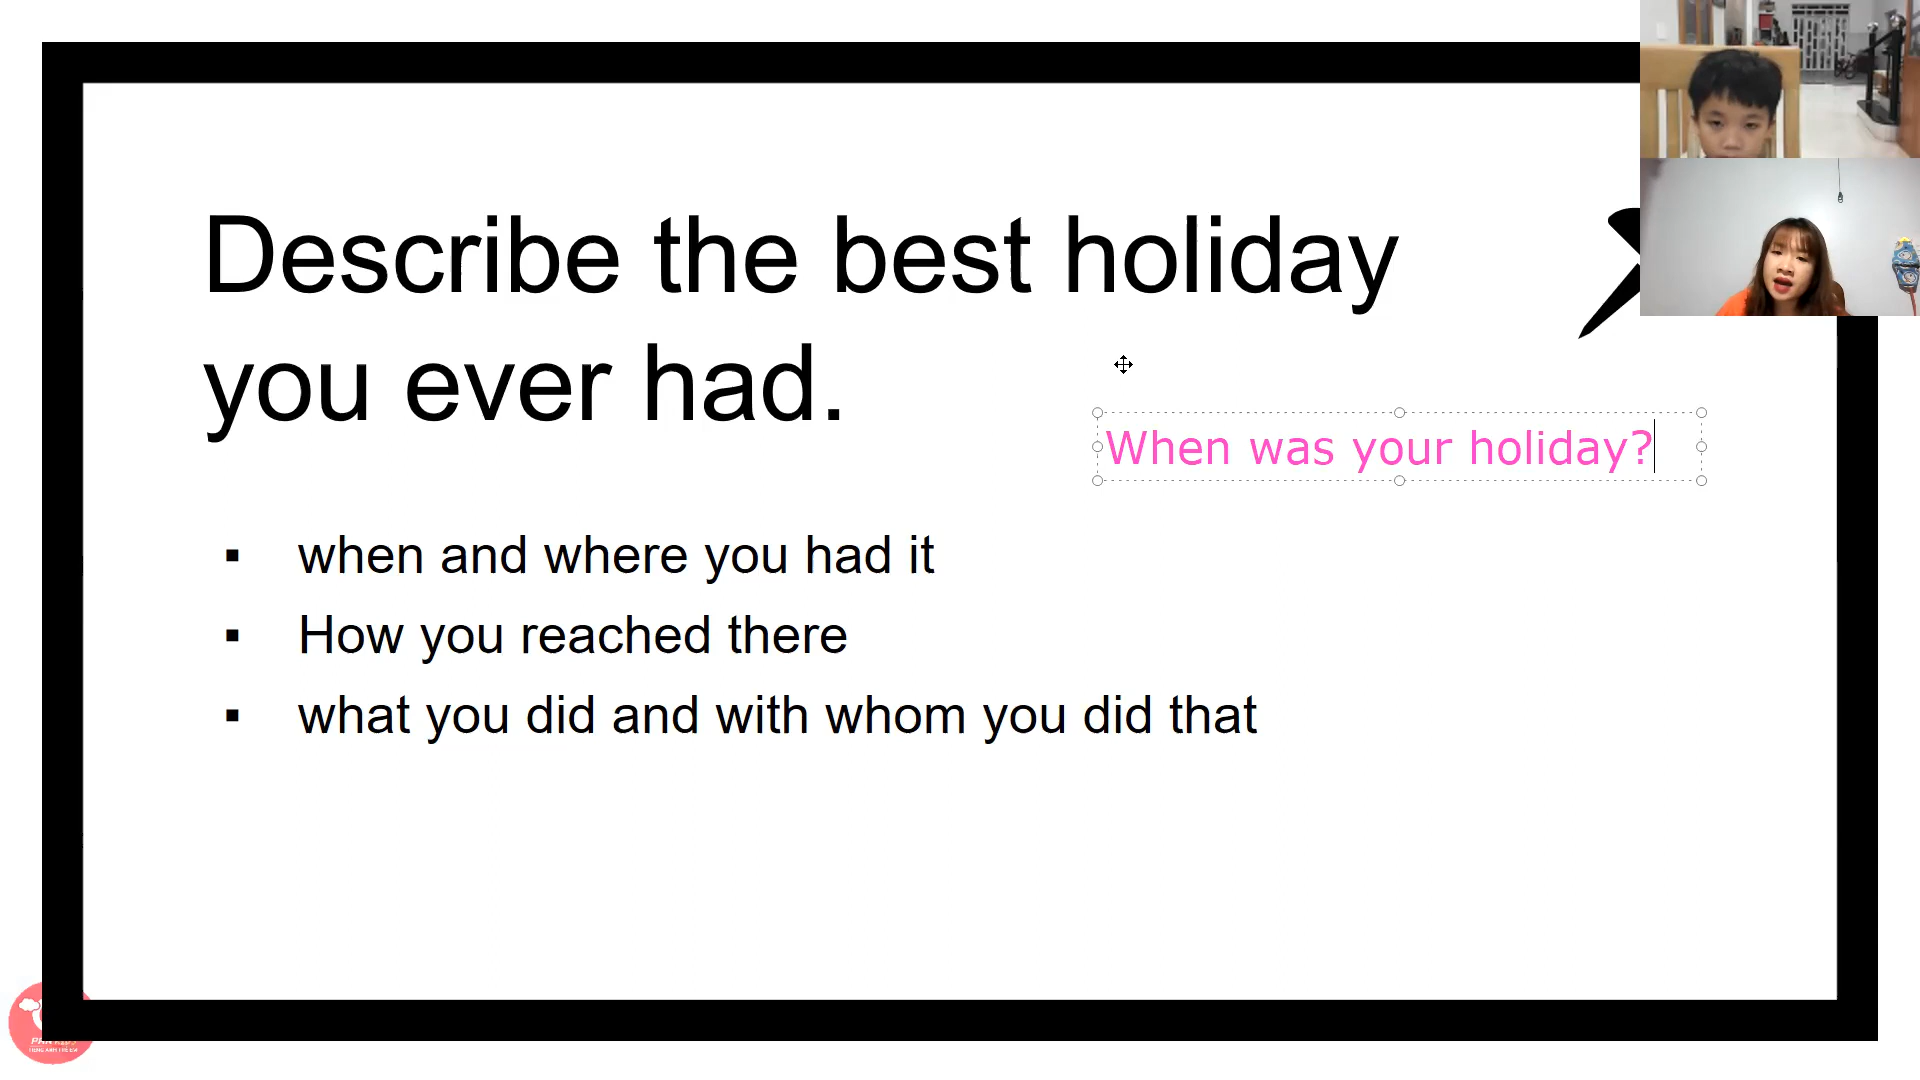 Describe the best holiday
you ever had.
When was your holiday?
▪ when and where you had it
▪ How you reached there
▪ what you did and with whom you did that